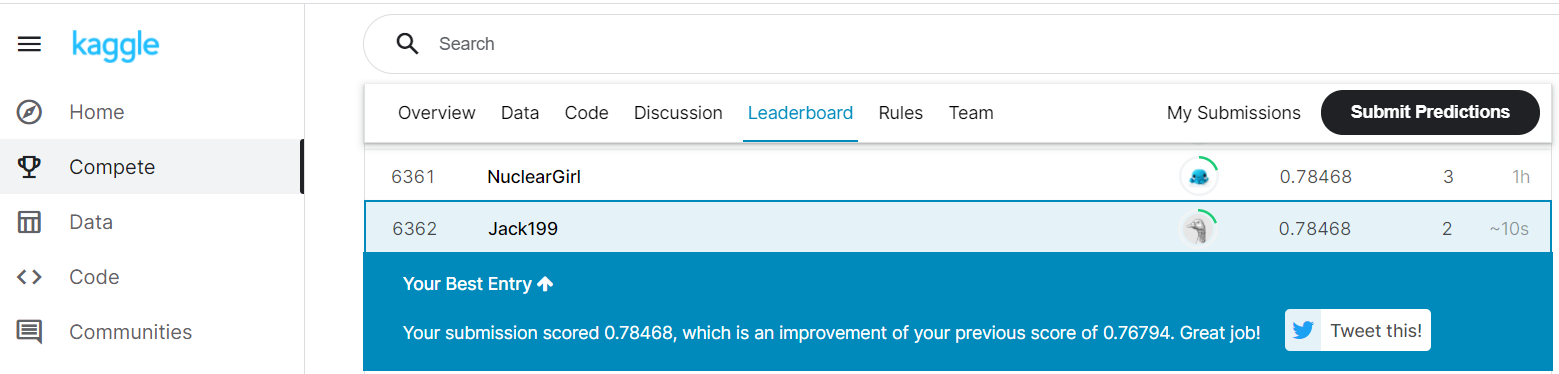 kaggle
Search
Home
Compete
Data
Code
Communities
Overview Data Code Discussion Leaderboard Rules Team My Submissions Submit Predictions
6361 NuclearGirl 0.78468 3 1h
6362 Jack199 0.78468 2 ~10s
Your Best Entry
Your submission scored 0.78468, which is an improvement of your previous score of 0.76794. Great job! Tweet this!